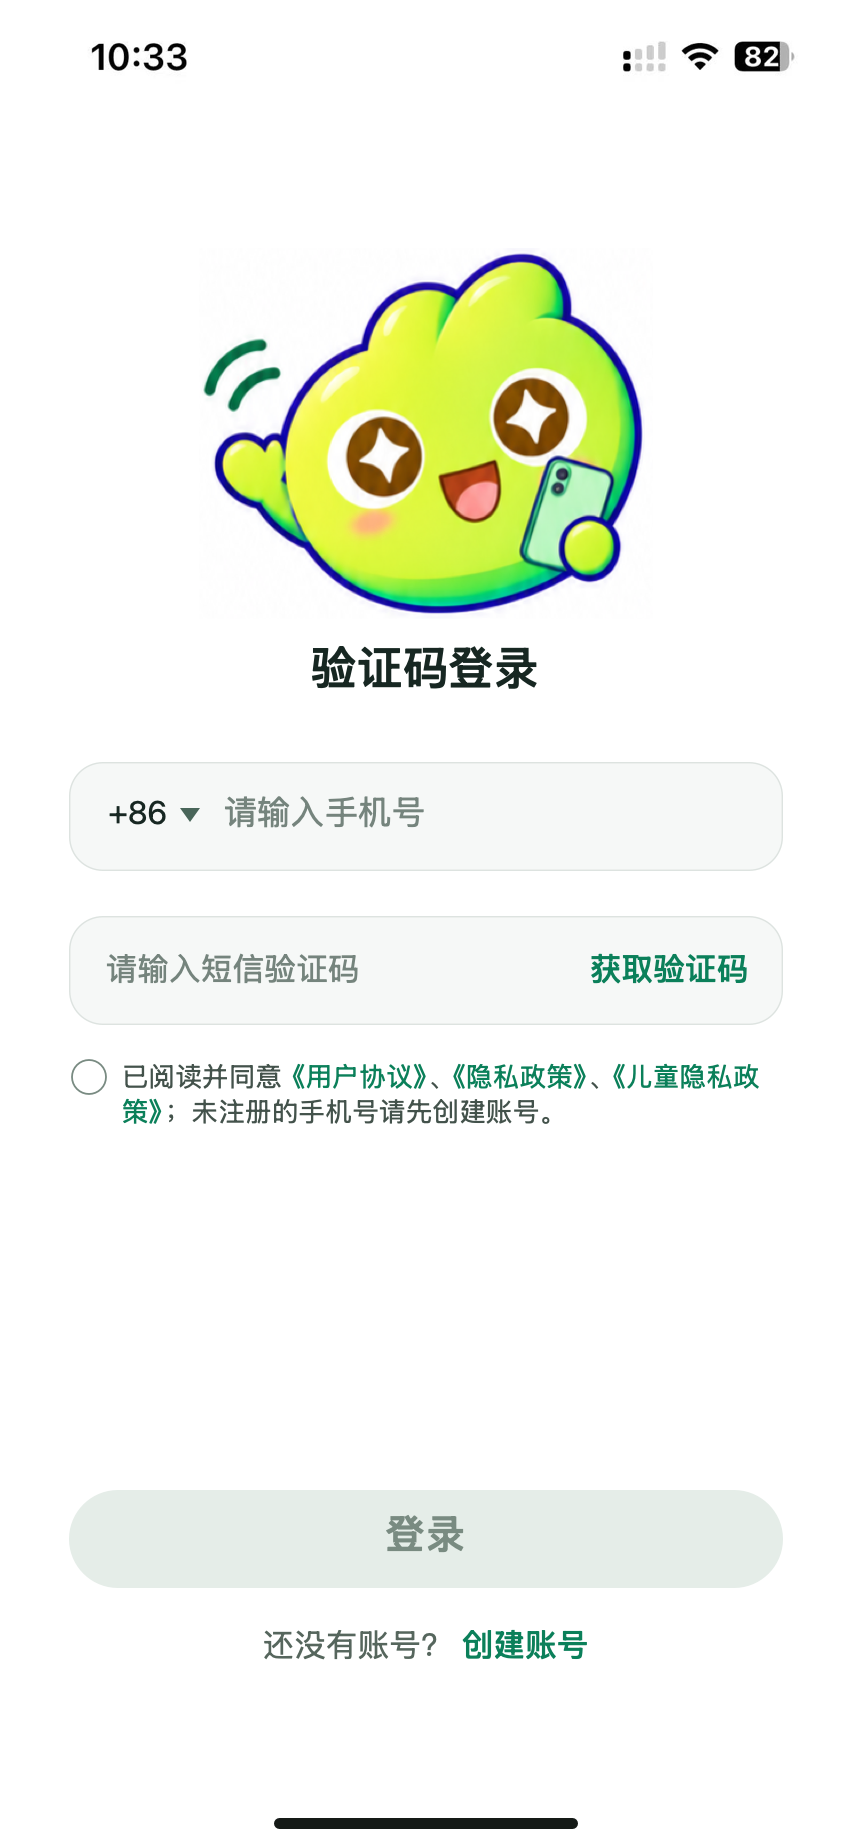 10:33
82
验证码登录
+86 请输入手机号
请输入短信验证码 获取验证码
已阅读并同意《用户协议》、《隐私政策》、《儿童隐私政
策》；未注册的手机号请先创建账号。
登录
还没有账号？ 创建账号